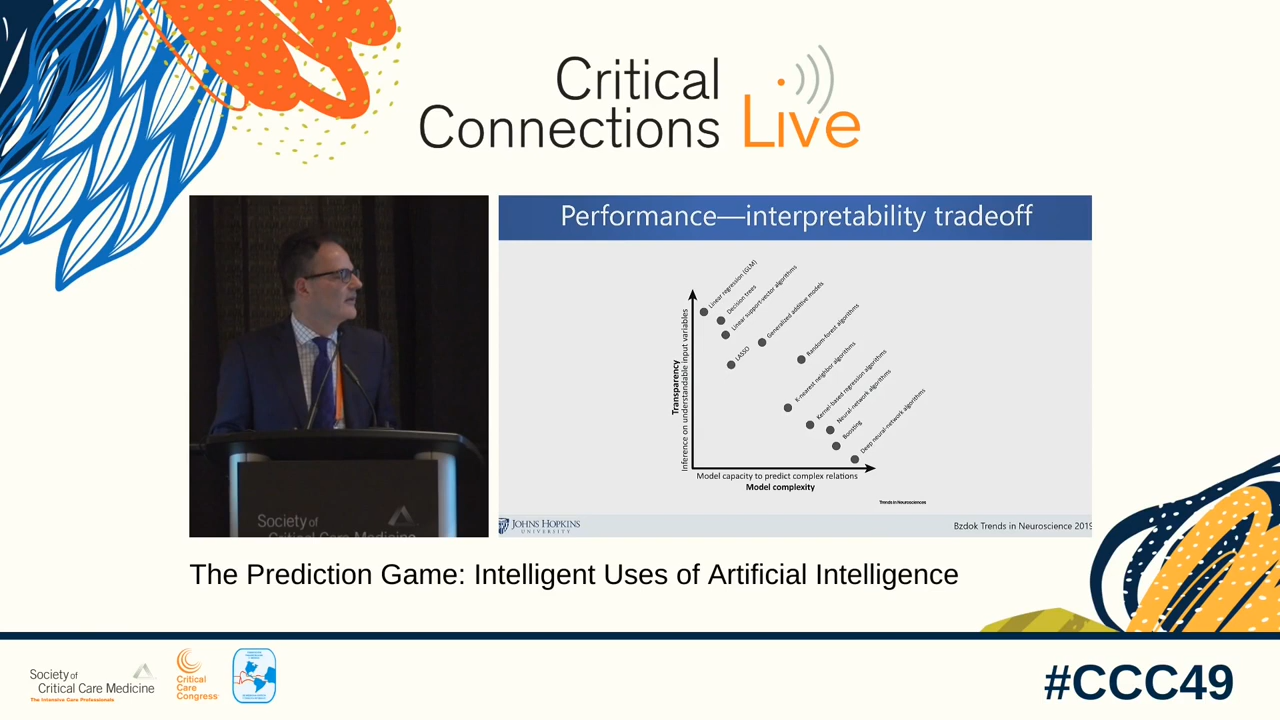 Critical
Connections Live
Performance—interpretability tradeoff
Linear regression (GLM)
Decision trees
Linear support-vector algorithms
Generalized additive models
LASSO
Random-forest algorithms
K-nearest neighbor algorithms
Kernel-based regression algorithms
Neural-network algorithms
Boosting
Deep neural-network algorithms
Transparency
Inference on understandable input variables
Model capacity to predict complex relations
Model complexity
Trends in Neurosciences
JOHNS HOPKINS
UNIVERSITY
Bzdok Trends in Neuroscience 2019
Society of
Critical Care Medicine
The Prediction Game: Intelligent Uses of Artificial Intelligence
Society of
Critical Care Medicine
The Intensive Care Professionals
Critical
Care
Congress
#CCC49